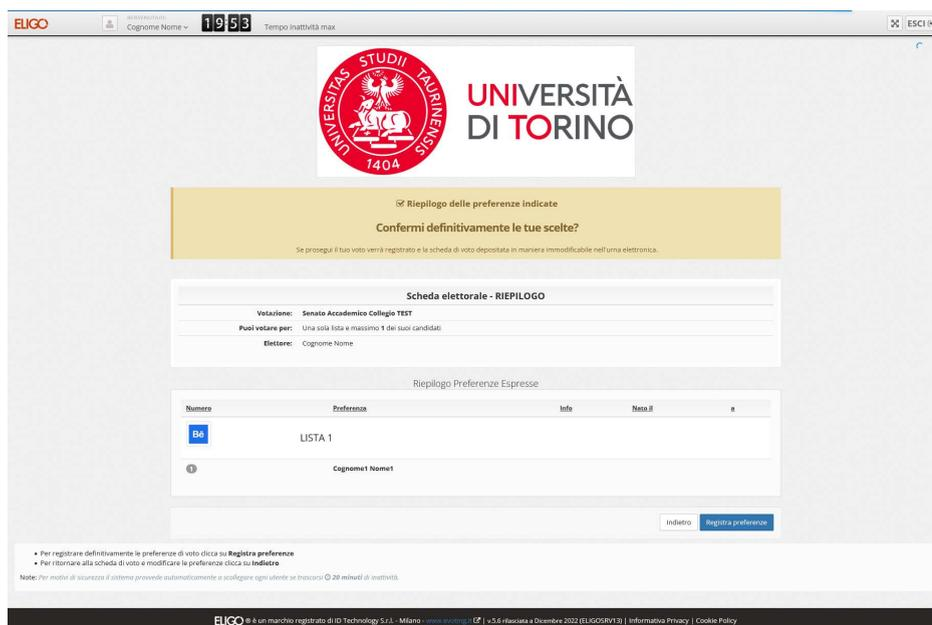 ELIGO
BENVENUTO/A:
Cognome Nome
19:53
Tempo inattività max
ESCI
UNIVERSITAS STUDII TAURINENSIS
1404
UNIVERSITÀ
DI TORINO
Riepilogo delle preferenze indicate
Confermi definitivamente le tue scelte?
Se prosegui il tuo voto verrà registrato e la scheda di voto depositata in maniera immodificabile nell'urna elettronica.
Scheda elettorale - RIEPILOGO
Votazione: Senato Accademico Collegio TEST
Puoi votare per: Una sola lista e massimo 1 dei suoi candidati
Elettore: Cognome Nome
Riepilogo Preferenze Espresse
Numero Preferenza Info Nato il a
Bē LISTA 1
1 Cognome1 Nome1
Indietro Registra preferenze
• Per registrare definitivamente le preferenze di voto clicca su Registra preferenze
• Per ritornare alla scheda di voto e modificare le preferenze clicca su Indietro
Note: Per motivi di sicurezza il sistema provvede automaticamente a scollegare ogni utente se trascorsi 20 minuti di inattività.
ELIGO ® è un marchio registrato di ID Technology S.r.l. - Milano - www.evoting.it | v.5.6 rilasciata a Dicembre 2022 (ELIGOSRV13) | Informativa Privacy | Cookie Policy